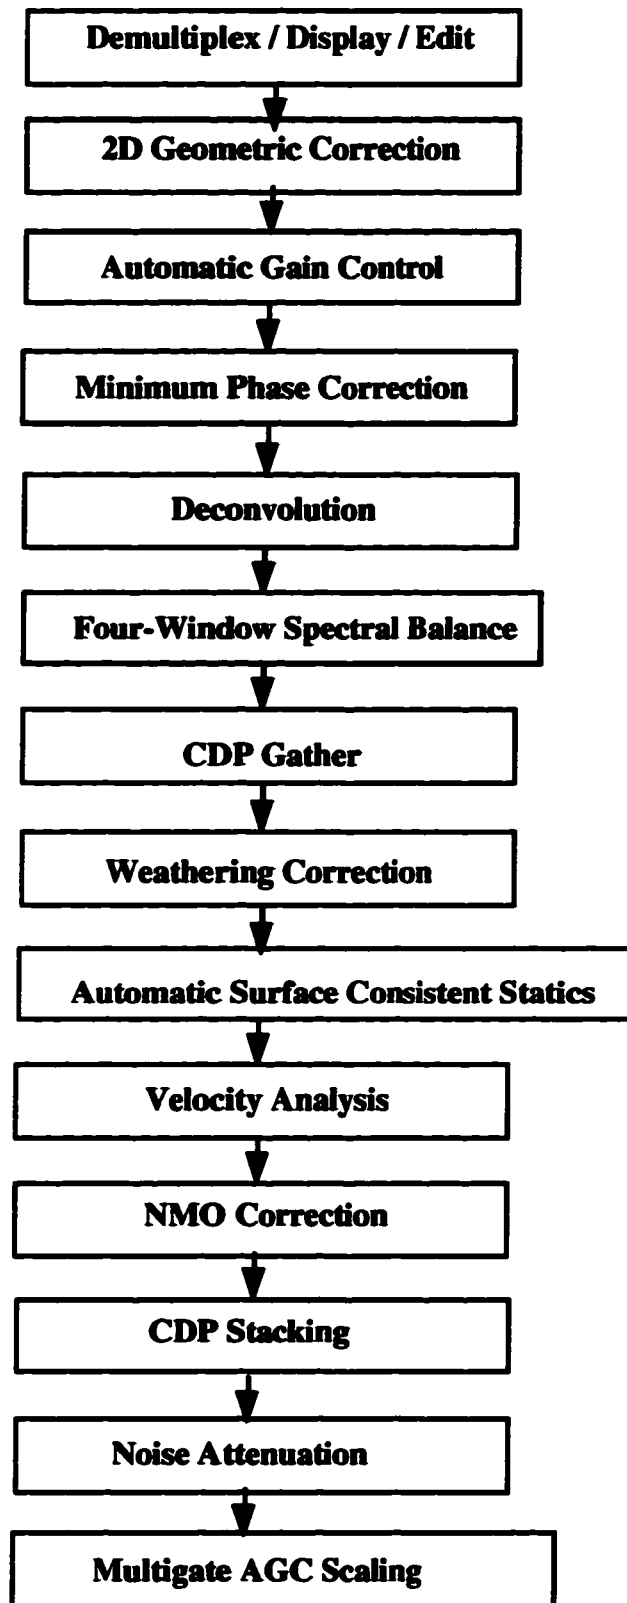 Demultiplex / Display / Edit
2D Geometric Correction
Automatic Gain Control
Minimum Phase Correction
Deconvolution
Four-Window Spectral Balance
CDP Gather
Weathering Correction
Automatic Surface Consistent Statics
Velocity Analysis
NMO Correction
CDP Stacking
Noise Attenuation
Multigate AGC Scaling